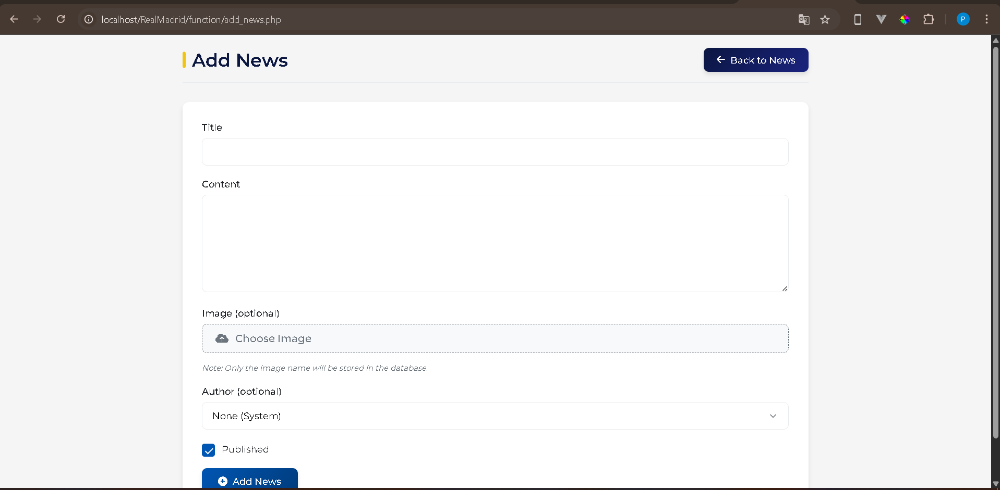 localhost/RealMadrid/function/add_news.php
P
Add News
Back to News
Title
Content
Image (optional)
Choose Image
Note: Only the image name will be stored in the database.
Author (optional)
None (System)
Published
Add News